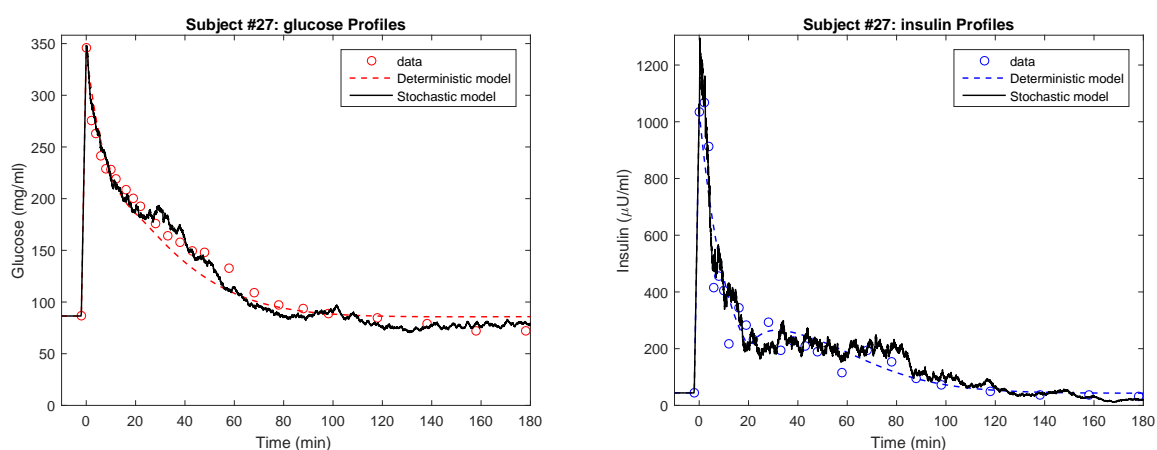 Subject #27: glucose Profiles
350
300
250
200
150
100
50
0
Glucose (mg/ml)
0 20 40 60 80 100 120 140 160 180
Time (min)
data
Deterministic model
Stochastic model
Subject #27: insulin Profiles
1200
1000
800
600
400
200
0
Insulin (μU/ml)
0 20 40 60 80 100 120 140 160 180
Time (min)
data
Deterministic model
Stochastic model